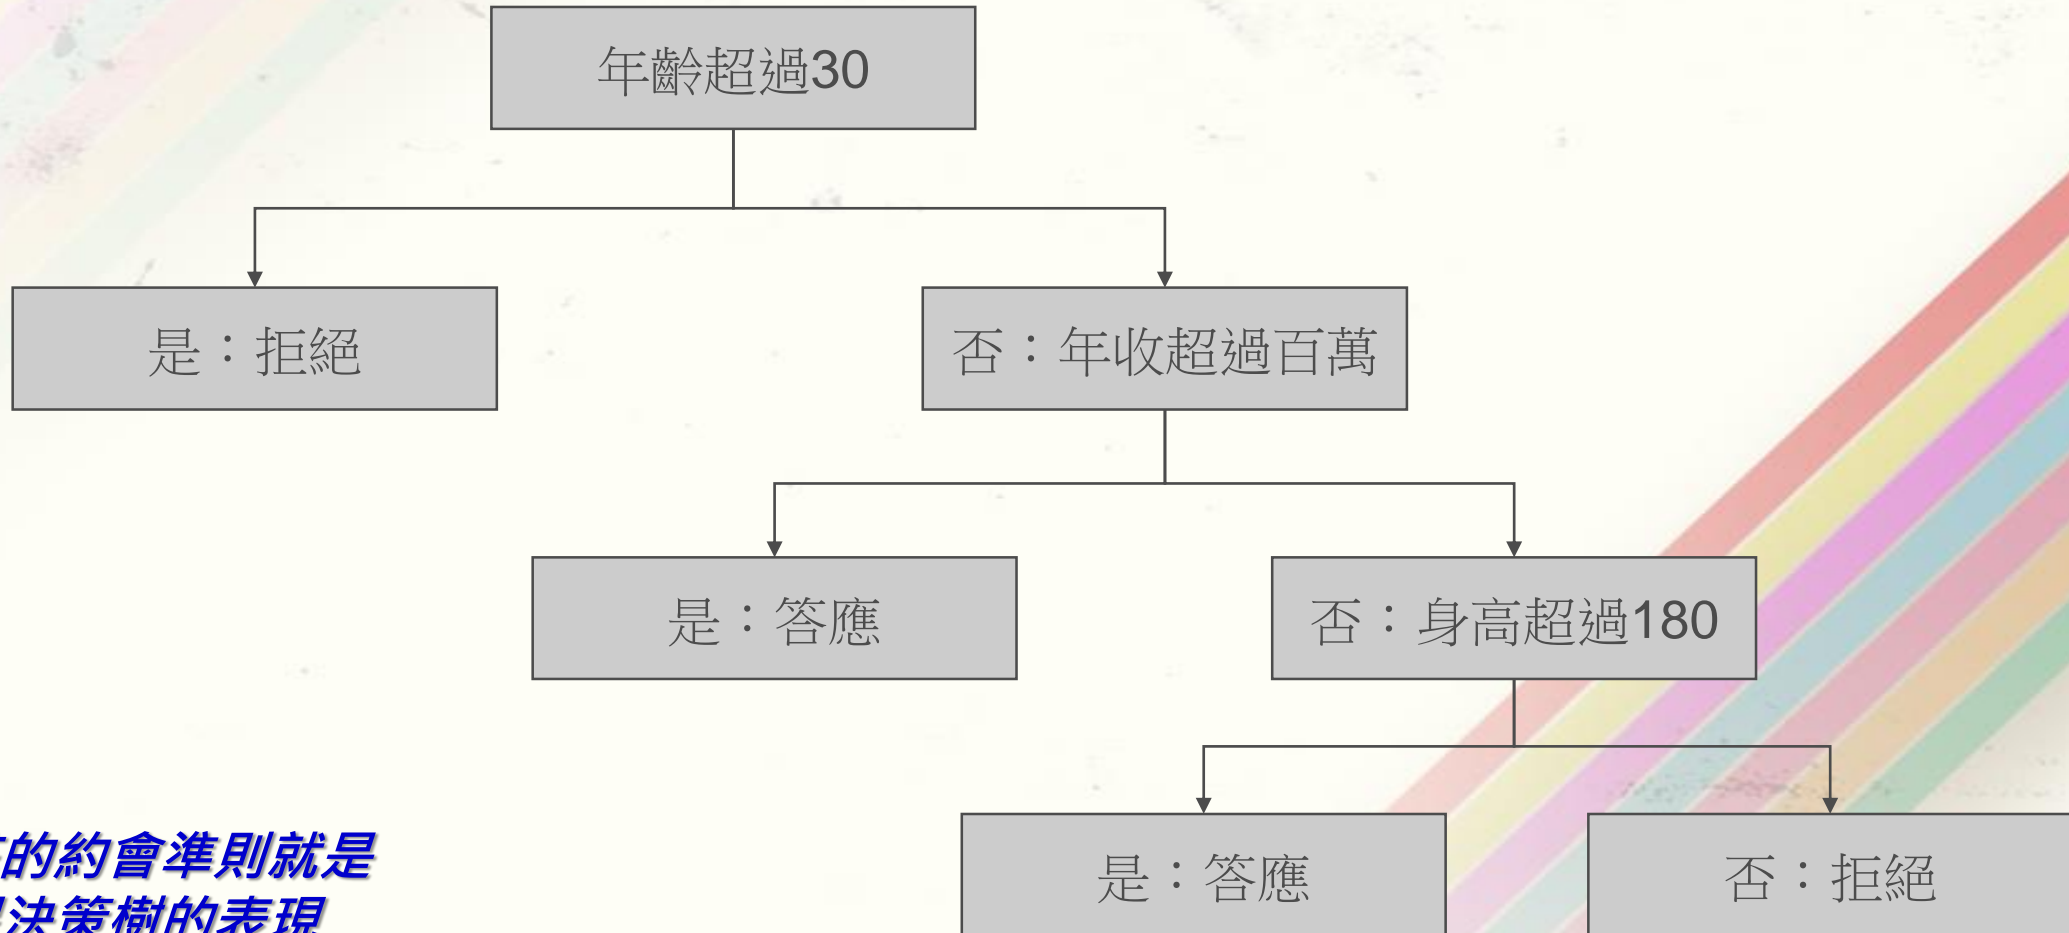 年齡超過30
是：拒絕
否：年收超過百萬
是：答應
否：身高超過180
是：答應
否：拒絕
的約會準則就是
決策樹的表現